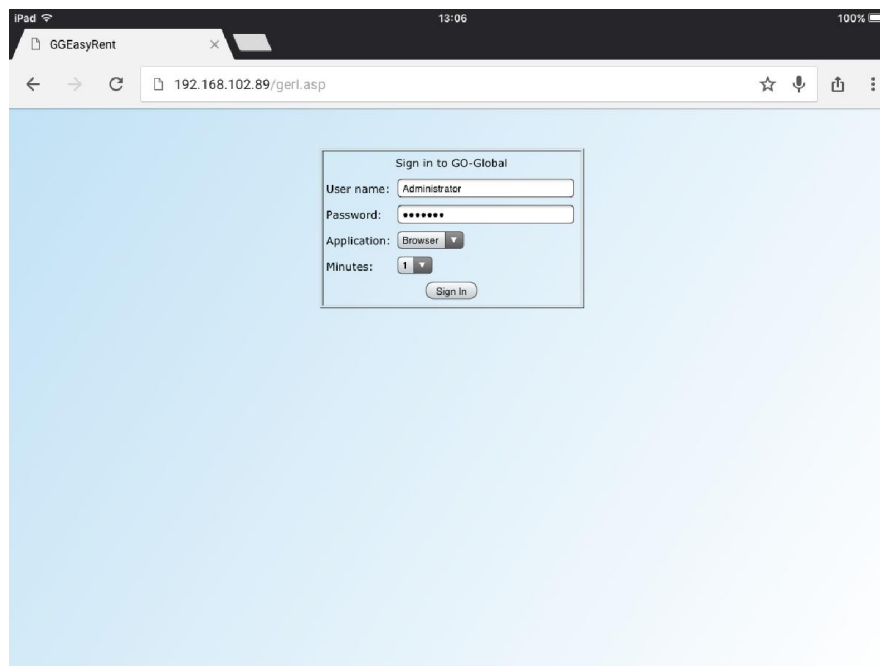 iPad 13:06 100%
GGEasyRent
192.168.102.89/gerl.asp
Sign in to GO-Global
User name: Administrator
Password: •••••••
Application: Browser
Minutes: 1
Sign In